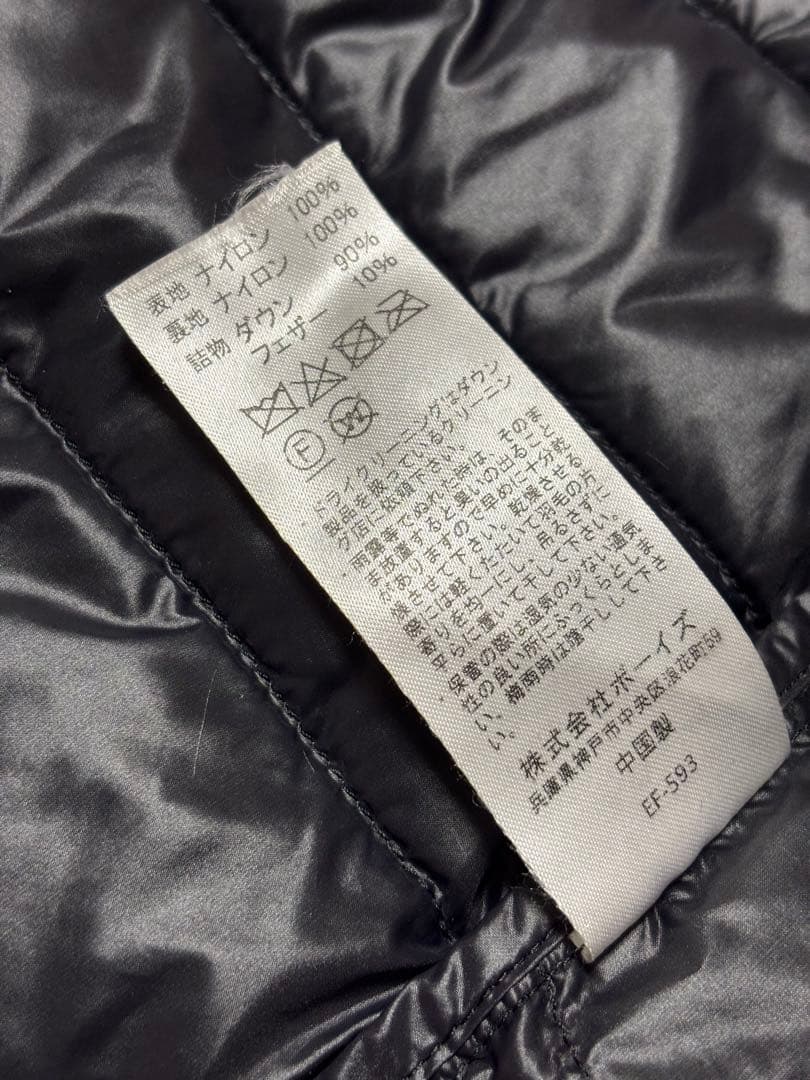 表地 ナイロン 100%
裏地 ナイロン 100%
詰物 ダウン 90%
フェザー 10%
F W
・ドライクリーニングはダウン
製品を扱っているクリーニン
グ店に依頼下さい。
・雨露等でぬれた時は、そのま
ま放置すると臭いの出ること
がありますので早めに十分乾
燥させて下さい。乾燥させる
際には軽くたたいて羽毛の片
寄りを均一にし、吊るさずに
平らに置いて干して下さい。
・保番の際は湿気の少ない通気
性の良い所にふっくらとしま
い、梅雨時は陰干しして下さ
い。
株式会社ボーイズ
兵庫県神戸市中央区浪花町59
中国製
EF-593